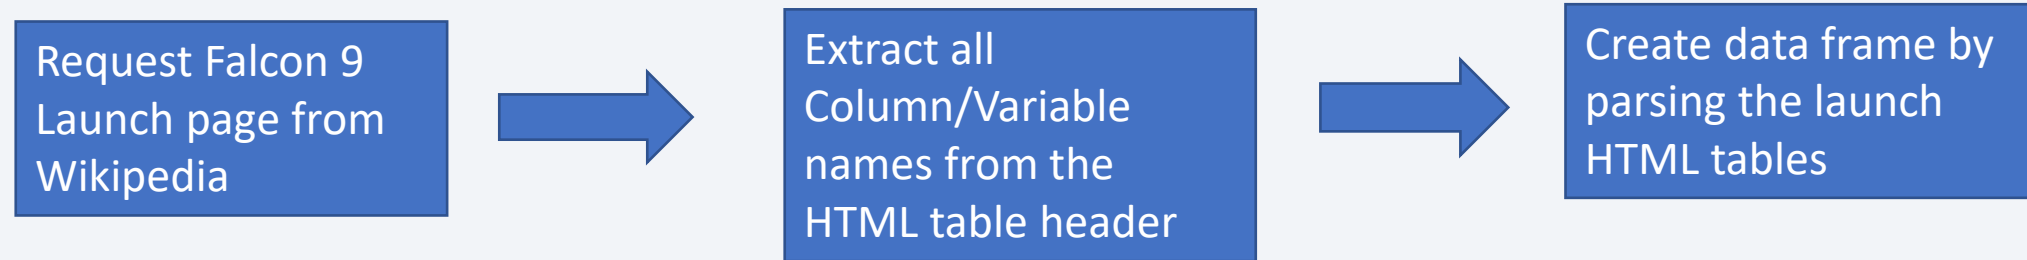 Request Falcon 9
Launch page from
Wikipedia
Extract all
Column/Variable
names from the
HTML table header
Create data frame by
parsing the launch
HTML tables